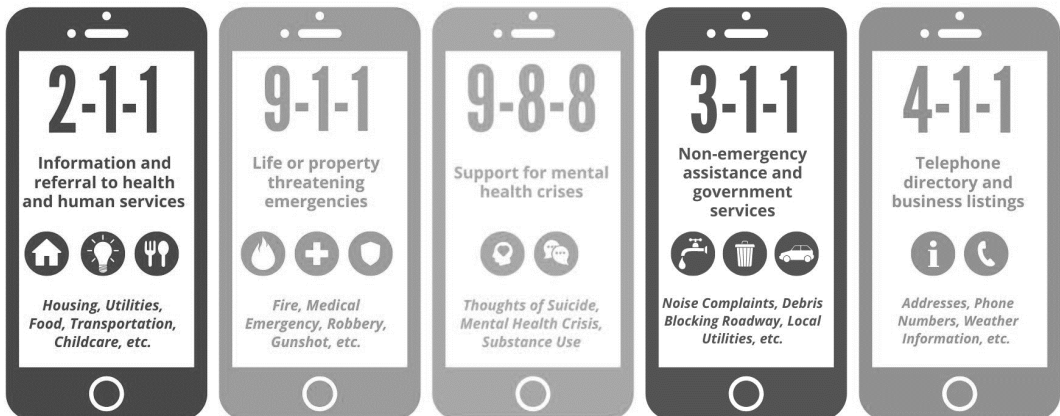 2-1-1
Information and
referral to health
and human services
Housing, Utilities,
Food, Transportation,
Childcare, etc.
9-1-1
Life or property
threatening
emergencies
Fire, Medical
Emergency, Robbery,
Gunshot, etc.
9-8-8
Support for mental
health crises
Thoughts of Suicide,
Mental Health Crisis,
Substance Use
3-1-1
Non-emergency
assistance and
government
services
Noise Complaints, Debris
Blocking Roadway, Local
Utilities, etc.
4-1-1
Telephone
directory and
business listings
i
Addresses, Phone
Numbers, Weather
Information, etc.